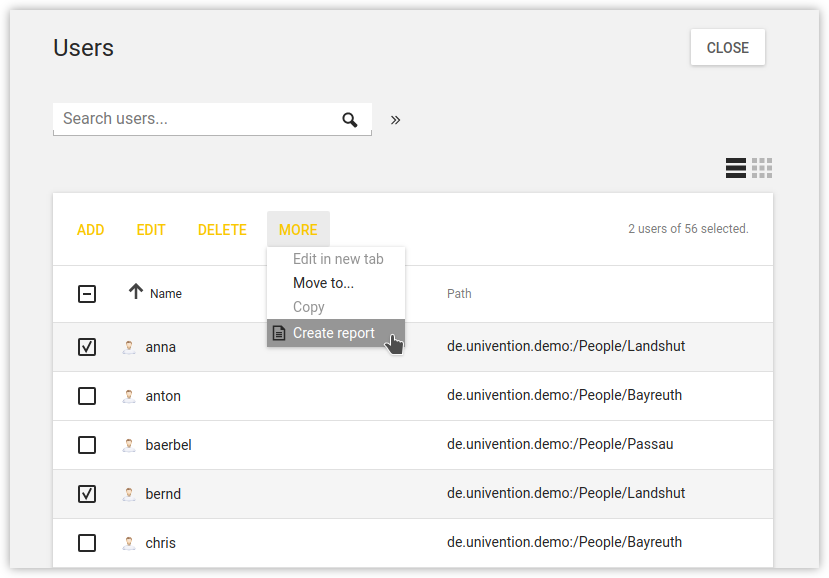 Users
CLOSE
Search users...
ADD EDIT DELETE MORE 2 users of 56 selected.
Edit in new tab
Move to...
Copy
Create report
Name Path
anna de.univention.demo:/People/Landshut
anton de.univention.demo:/People/Bayreuth
baerbel de.univention.demo:/People/Passau
bernd de.univention.demo:/People/Landshut
chris de.univention.demo:/People/Bayreuth